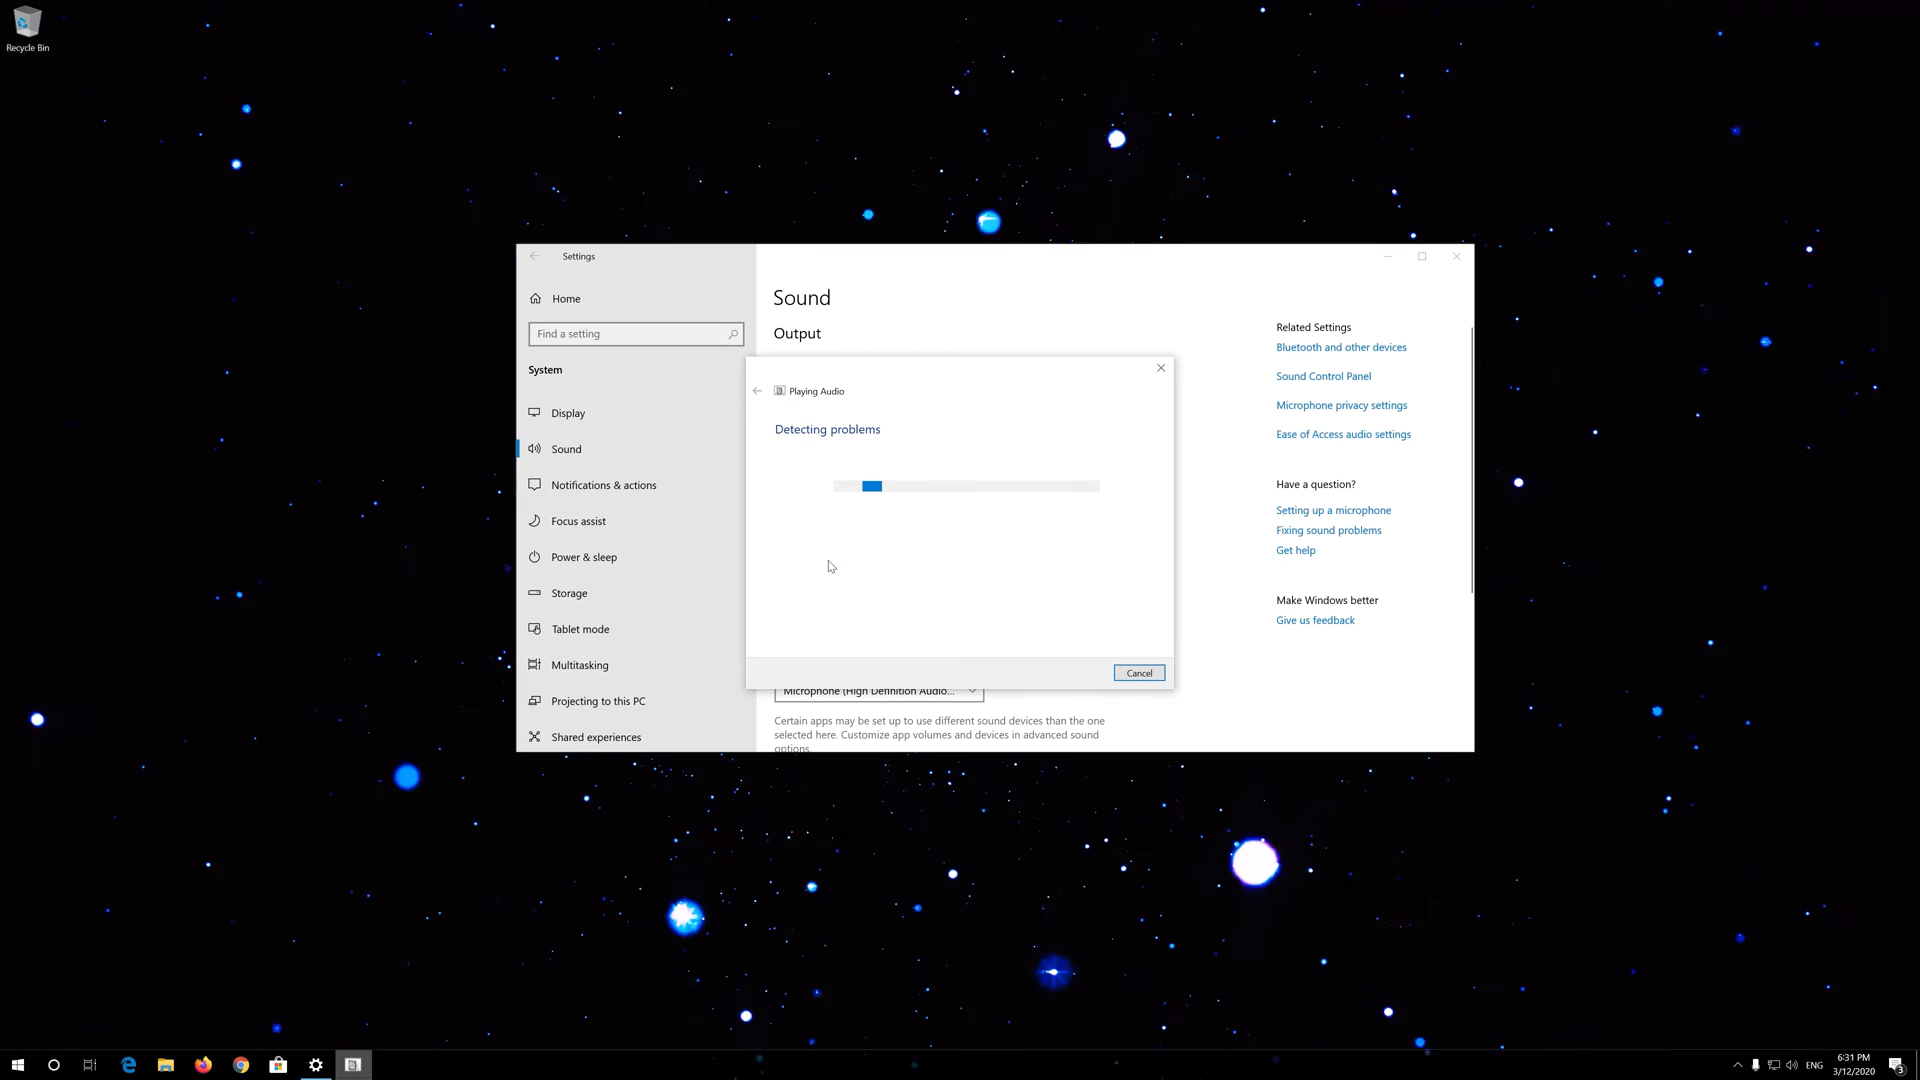 Recycle Bin
Settings
Home
Find a setting
System
Display
Sound
Notifications & actions
Focus assist
Power & sleep
Storage
Tablet mode
Multitasking
Projecting to this PC
Shared experiences
Sound
Output
Playing Audio
Detecting problems
Cancel
Microphone (High Definition Audio...
Certain apps may be set up to use different sound devices than the one
selected here. Customize app volumes and devices in advanced sound
options.
Related Settings
Bluetooth and other devices
Sound Control Panel
Microphone privacy settings
Ease of Access audio settings
Have a question?
Setting up a microphone
Fixing sound problems
Get help
Make Windows better
Give us feedback
ENG
6:31 PM
3/12/2020
3